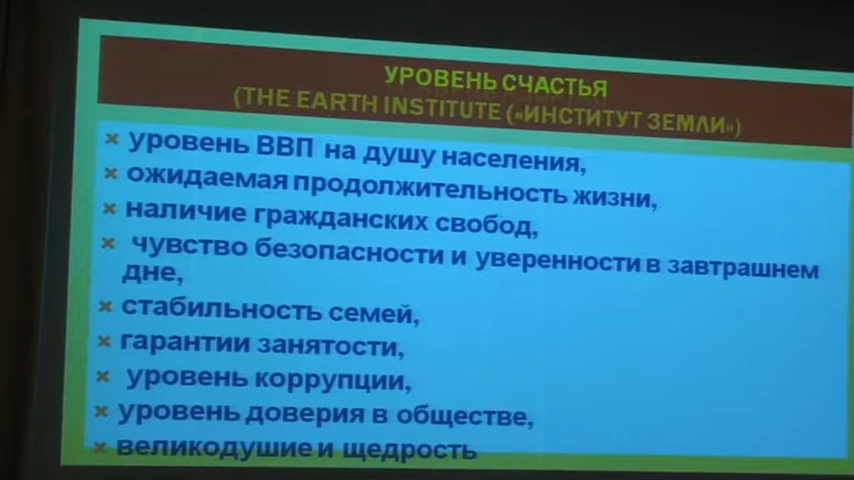 УРОВЕНЬ СЧАСТЬЯ
(THE EARTH INSTITUTE («ИНСТИТУТ ЗЕМЛИ»)
уровень ВВП на душу населения,
ожидаемая продолжительность жизни,
наличие гражданских свобод,
чувство безопасности и уверенности в завтрашнем
дне,
стабильность семей,
гарантии занятости,
уровень коррупции,
уровень доверия в обществе,
великодушие и щедрость